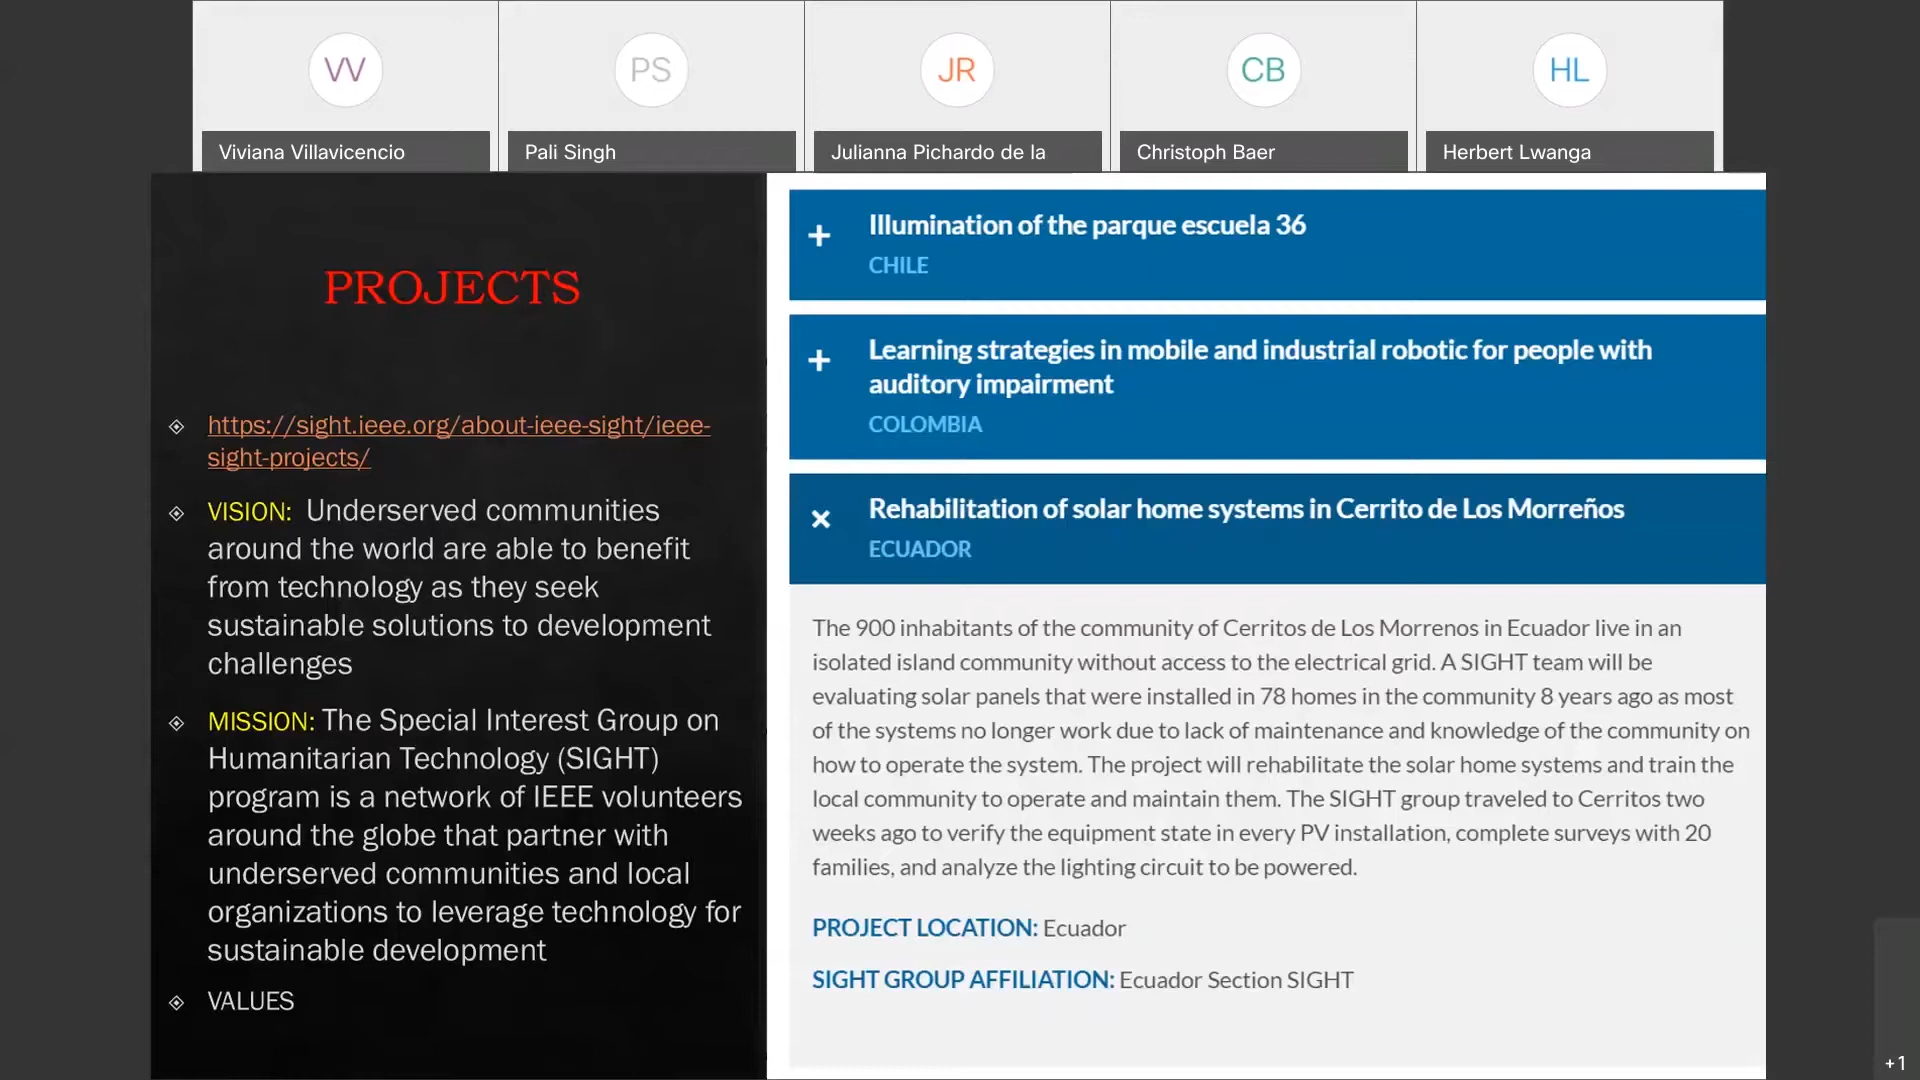 VV
PS
JR
CB
HL
Viviana Villavicencio
Pali Singh
Julianna Pichardo de la
Christoph Baer
Herbert Lwanga
PROJECTS
https://sight.ieee.org/about-ieee-sight/ieee-
sight-projects/
VISION: Underserved communities
around the world are able to benefit
from technology as they seek
sustainable solutions to development
challenges
MISSION: The Special Interest Group on
Humanitarian Technology (SIGHT)
program is a network of IEEE volunteers
around the globe that partner with
underserved communities and local
organizations to leverage technology for
sustainable development
VALUES
+ Illumination of the parque escuela 36
CHILE
+ Learning strategies in mobile and industrial robotic for people with
auditory impairment
COLOMBIA
× Rehabilitation of solar home systems in Cerrito de Los Morreños
ECUADOR
The 900 inhabitants of the community of Cerritos de Los Morrenos in Ecuador live in an
isolated island community without access to the electrical grid. A SIGHT team will be
evaluating solar panels that were installed in 78 homes in the community 8 years ago as most
of the systems no longer work due to lack of maintenance and knowledge of the community on
how to operate the system. The project will rehabilitate the solar home systems and train the
local community to operate and maintain them. The SIGHT group traveled to Cerritos two
weeks ago to verify the equipment state in every PV installation, complete surveys with 20
families, and analyze the lighting circuit to be powered.
PROJECT LOCATION: Ecuador
SIGHT GROUP AFFILIATION: Ecuador Section SIGHT
+1